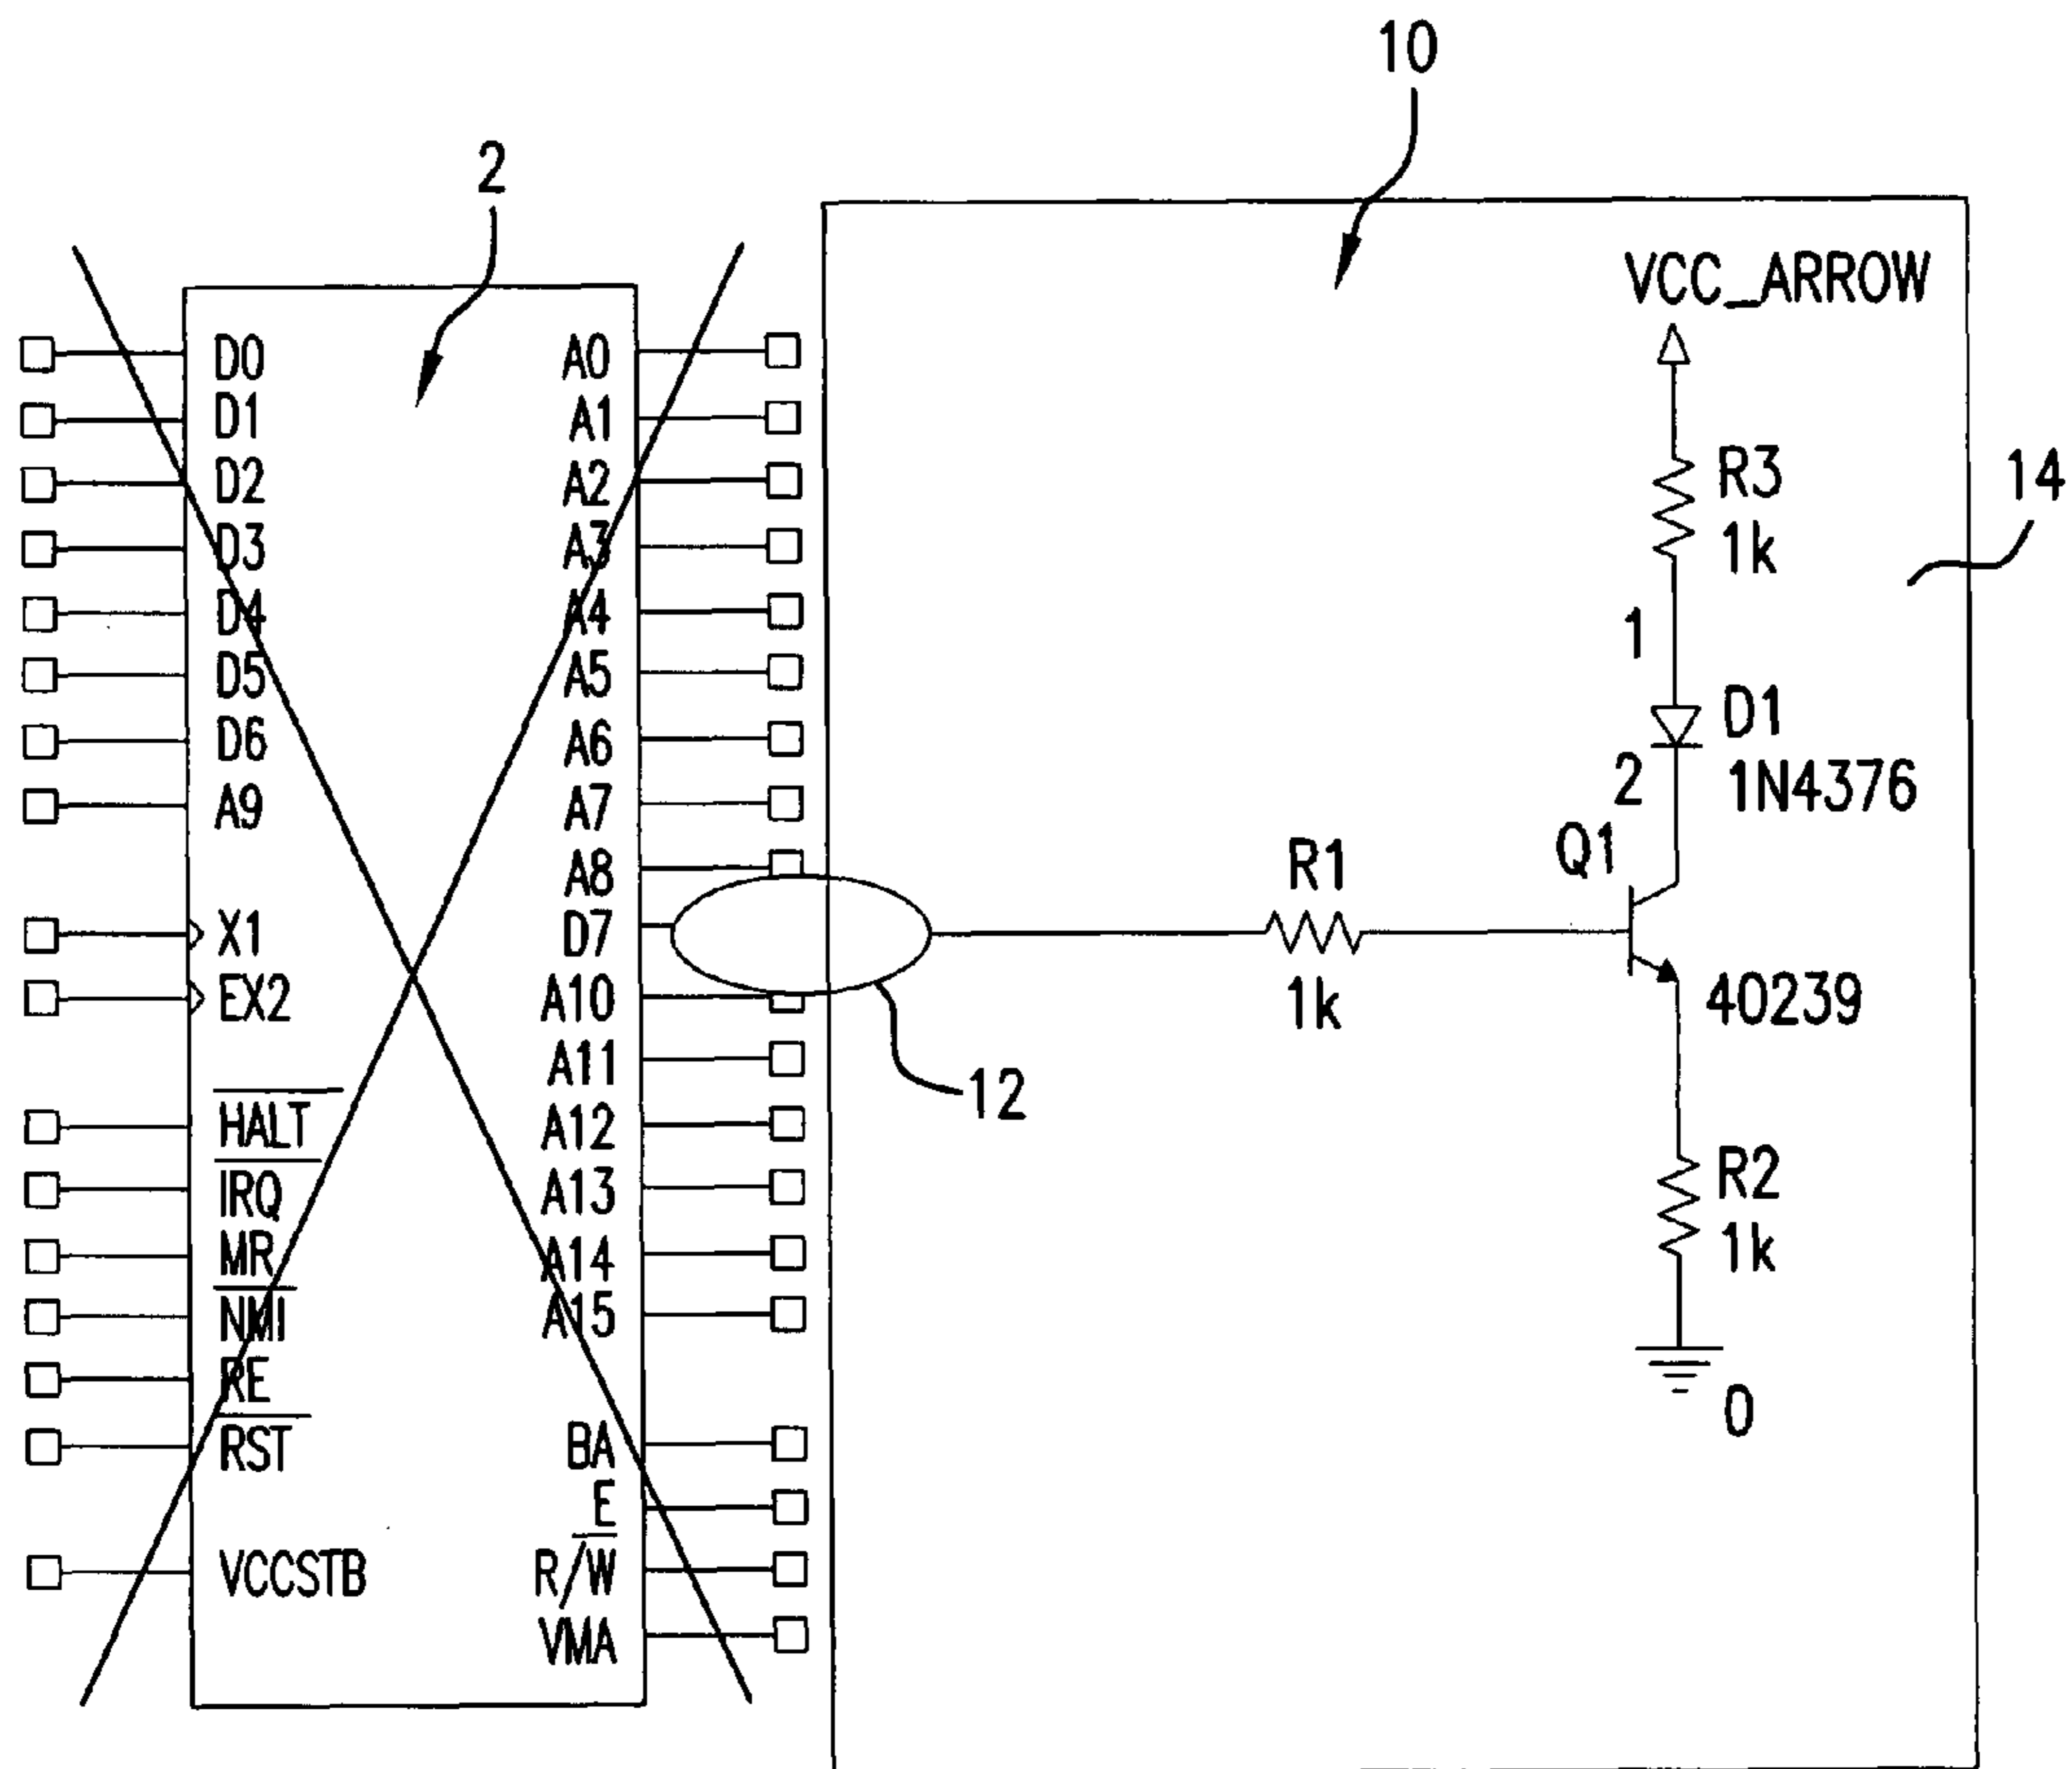 10
2
VCC_ARROW
D0
D1
D2
D3
D4
D5
D6
A9
X1
EX2
HALT
IRQ
MR
NMI
RE
RST
VCCSTB
A0
A1
A2
A3
A4
A5
A6
A7
A8
D7
A10
A11
A12
A13
A14
A15
BA
E
R/W
VMA
12
R3
1k
14
1
D1
2
1N4376
Q1
R1
1k
40239
R2
1k
0